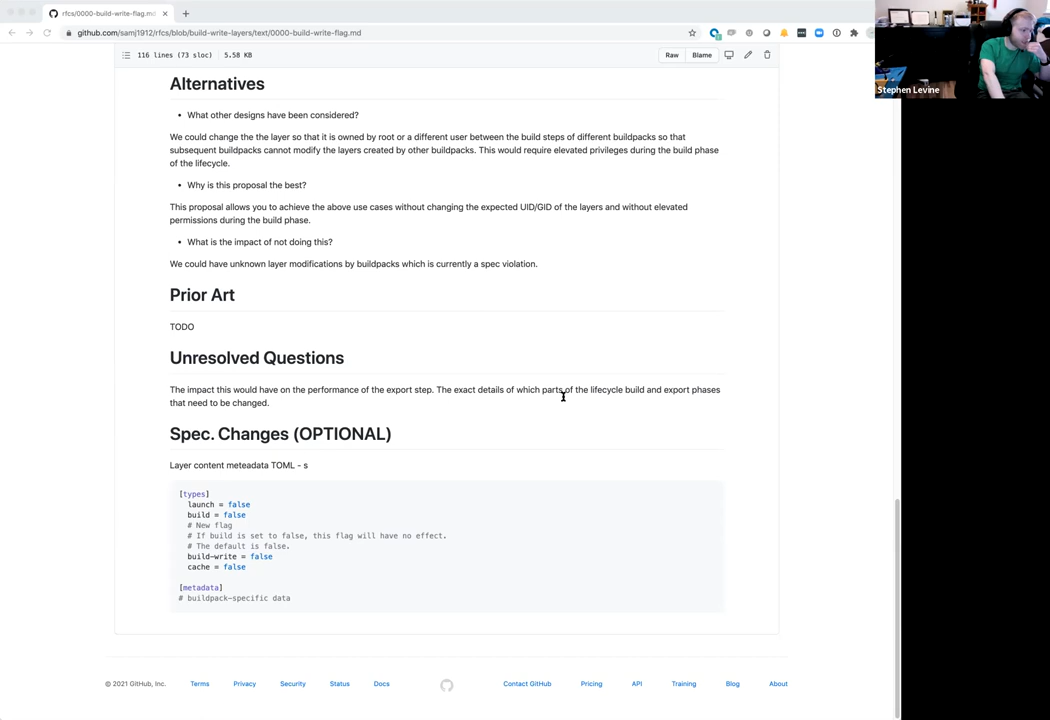 rfcs/0000-build-write-flag.md
github.com/samj1912/rfcs/blob/build-write-layers/text/0000-build-write-flag.md
Stephen Levine
116 lines (73 sloc) 5.58 KB
Raw Blame
Alternatives
• What other designs have been considered?
We could change the the layer so that it is owned by root or a different user between the build steps of different buildpacks so that
subsequent buildpacks cannot modify the layers created by other buildpacks. This would require elevated privileges during the build phase
of the lifecycle.
• Why is this proposal the best?
This proposal allows you to achieve the above use cases without changing the expected UID/GID of the layers and without elevated
permissions during the build phase.
• What is the impact of not doing this?
We could have unknown layer modifications by buildpacks which is currently a spec violation.
Prior Art
TODO
Unresolved Questions
The impact this would have on the performance of the export step. The exact details of which parts of the lifecycle build and export phases
that need to be changed.
Spec. Changes (OPTIONAL)
Layer content meteadata TOML - s
[types]
launch = false
build = false
# New flag
# If build is set to false, this flag will have no effect.
# The default is false.
build-write = false
cache = false
[metadata]
# buildpack-specific data
© 2021 GitHub, Inc. Terms Privacy Security Status Docs Contact GitHub Pricing API Training Blog About